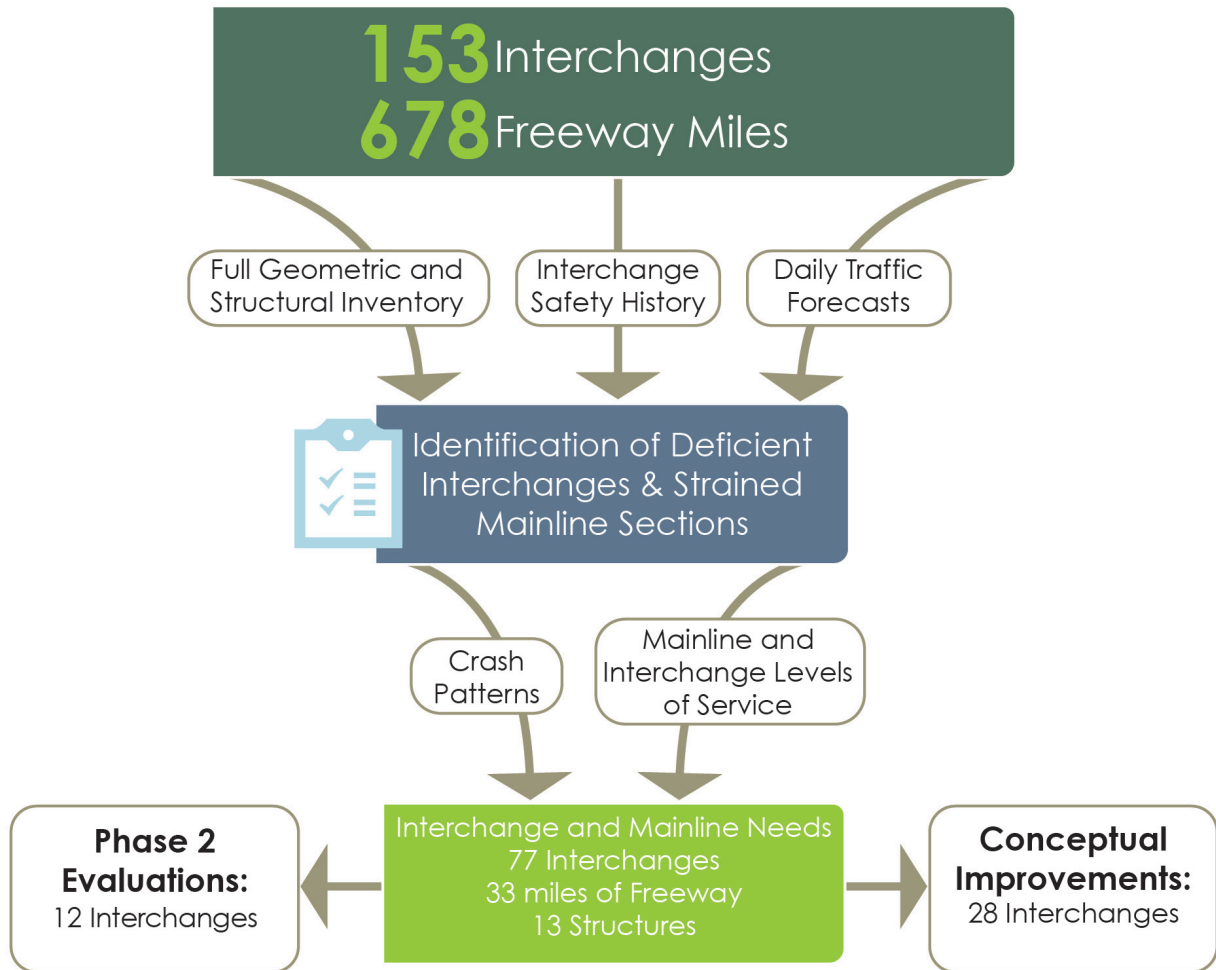 153 Interchanges
678 Freeway Miles
Full Geometric and
Structural Inventory
Interchange
Safety History
Daily Traffic
Forecasts
Identification of Deficient
Interchanges & Strained
Mainline Sections
Crash
Patterns
Mainline and
Interchange Levels
of Service
Phase 2
Evaluations:
12 Interchanges
Interchange and Mainline Needs
77 Interchanges
33 miles of Freeway
13 Structures
Conceptual
Improvements:
28 Interchanges